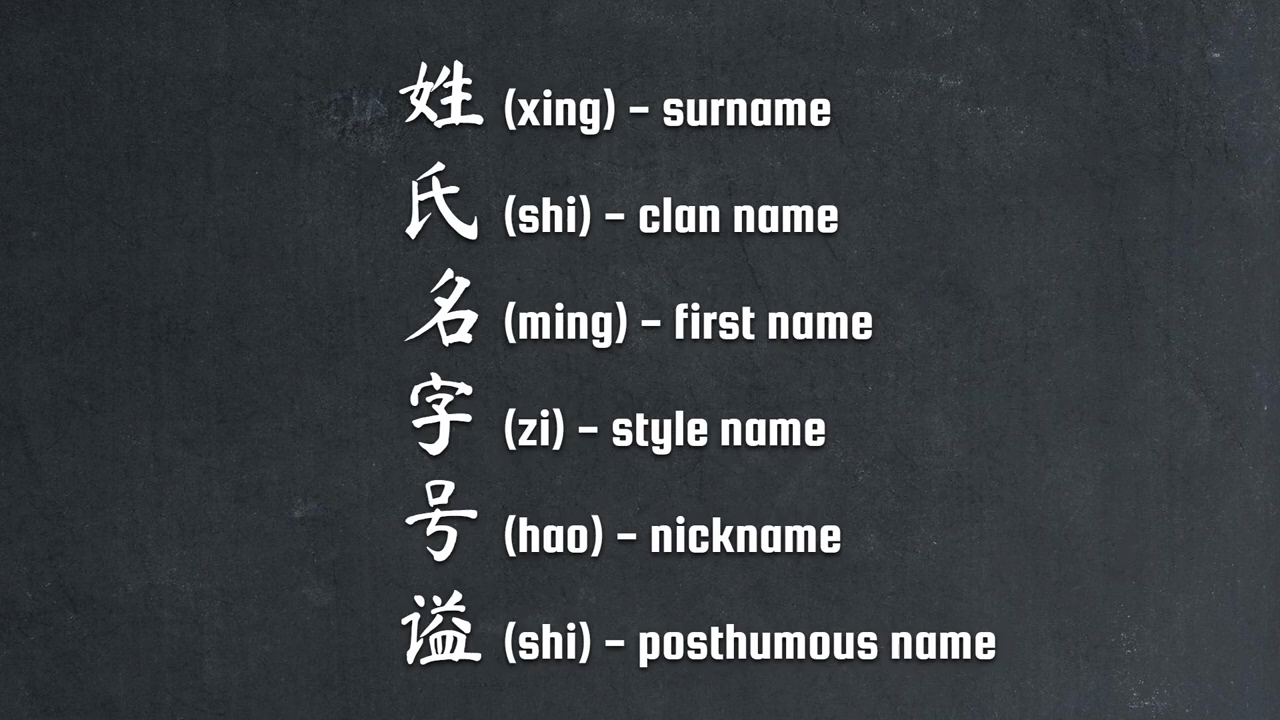 姓 (xing) – surname
氏 (shi) – clan name
名 (ming) – first name
字 (zi) – style name
号 (hao) – nickname
谥 (shi) – posthumous name